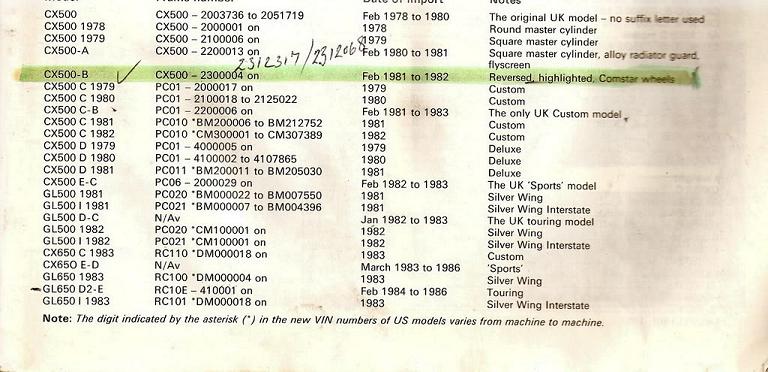 CX500 CX500 – 2003736 to 2051719 Feb 1978 to 1980 The original UK model – no suffix letter used
CX500 1978 CX500 – 2000001 on 1978 Round master cylinder
CX500 1979 CX500 – 2100006 on 1979 Square master cylinder
CX500-A CX500 – 2200013 on Feb 1980 to 1981 Square master cylinder, alloy radiator guard,
flyscreen
2312317/2312068
CX500-B CX500 – 2300004 on Feb 1981 to 1982 Reversed, highlighted, Comstar wheels
CX500 C 1979 PC01 – 2000017 on 1979 Custom
CX500 C 1980 PC01 – 2100018 to 2125022 1980 Custom
CX500 C-B PC01 – 2200006 on Feb 1981 to 1983 The only UK Custom model
CX500 C 1981 PC010 *BM200006 to BM212752 1981 Custom
CX500 C 1982 PC010 *CM300001 to CM307389 1982 Custom
CX500 D 1979 PC01 – 4000005 on 1979 Deluxe
CX500 D 1980 PC01 – 4100002 to 4107865 1980 Deluxe
CX500 D 1981 PC011 *BM200011 to BM205030 1981 Deluxe
CX500 E-C PC06 – 2000029 on Feb 1982 to 1983 The UK 'Sports' model
GL500 1981 PC020 *BM000022 to BM007550 1981 Silver Wing
GL500 I 1981 PC021 *BM000007 to BM004396 1981 Silver Wing Interstate
GL500 D-C N/Av Jan 1982 to 1983 The UK touring model
GL500 1982 PC020 *CM100001 on 1982 Silver Wing
GL500 I 1982 PC021 *CM100001 on 1982 Silver Wing Interstate
CX650 C 1983 RC110 *DM000018 on 1983 Custom
CX650 E-D N/Av March 1983 to 1986 'Sports'
GL650 1983 RC100 *DM000004 on 1983 Silver Wing
GL650 D2-E RC10E – 410001 on Feb 1984 to 1986 Touring
GL650 I 1983 RC101 *DM000018 on 1983 Silver Wing Interstate
Note: The digit indicated by the asterisk (*) in the new VIN numbers of US models varies from machine to machine.